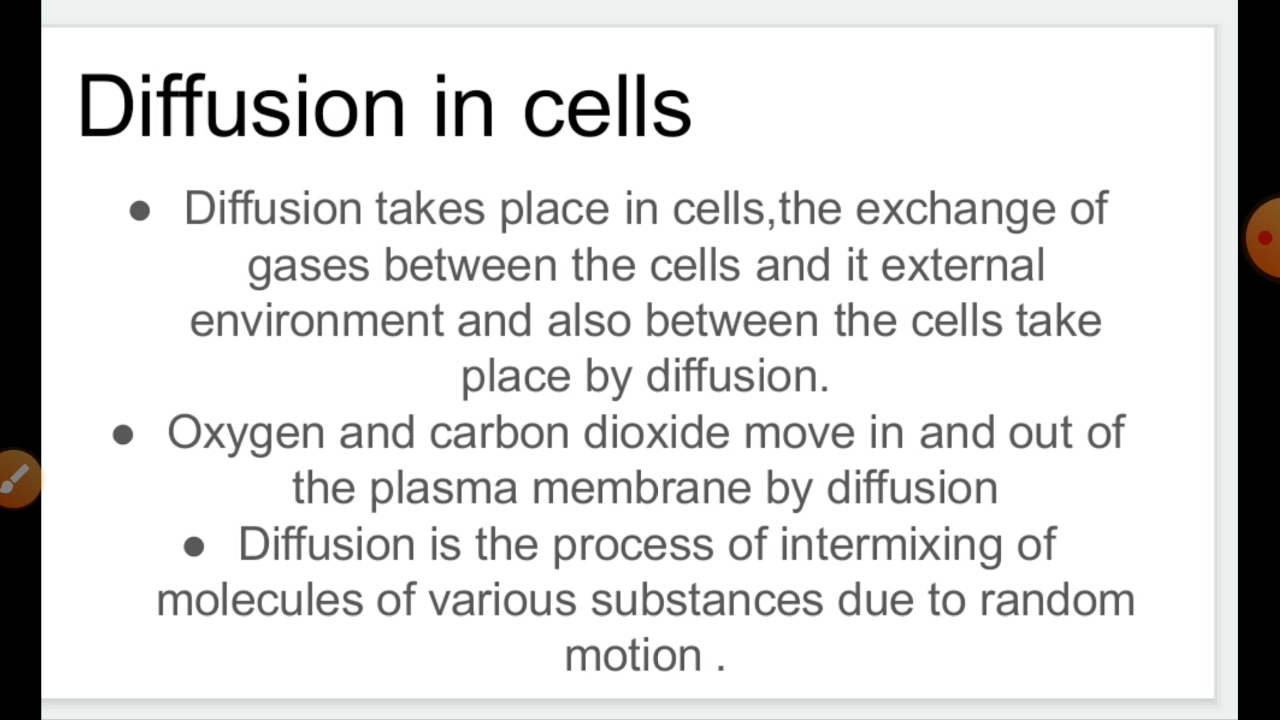 Diffusion in cells
● Diffusion takes place in cells,the exchange of
gases between the cells and it external
environment and also between the cells take
place by diffusion.
● Oxygen and carbon dioxide move in and out of
the plasma membrane by diffusion
● Diffusion is the process of intermixing of
molecules of various substances due to random
motion .